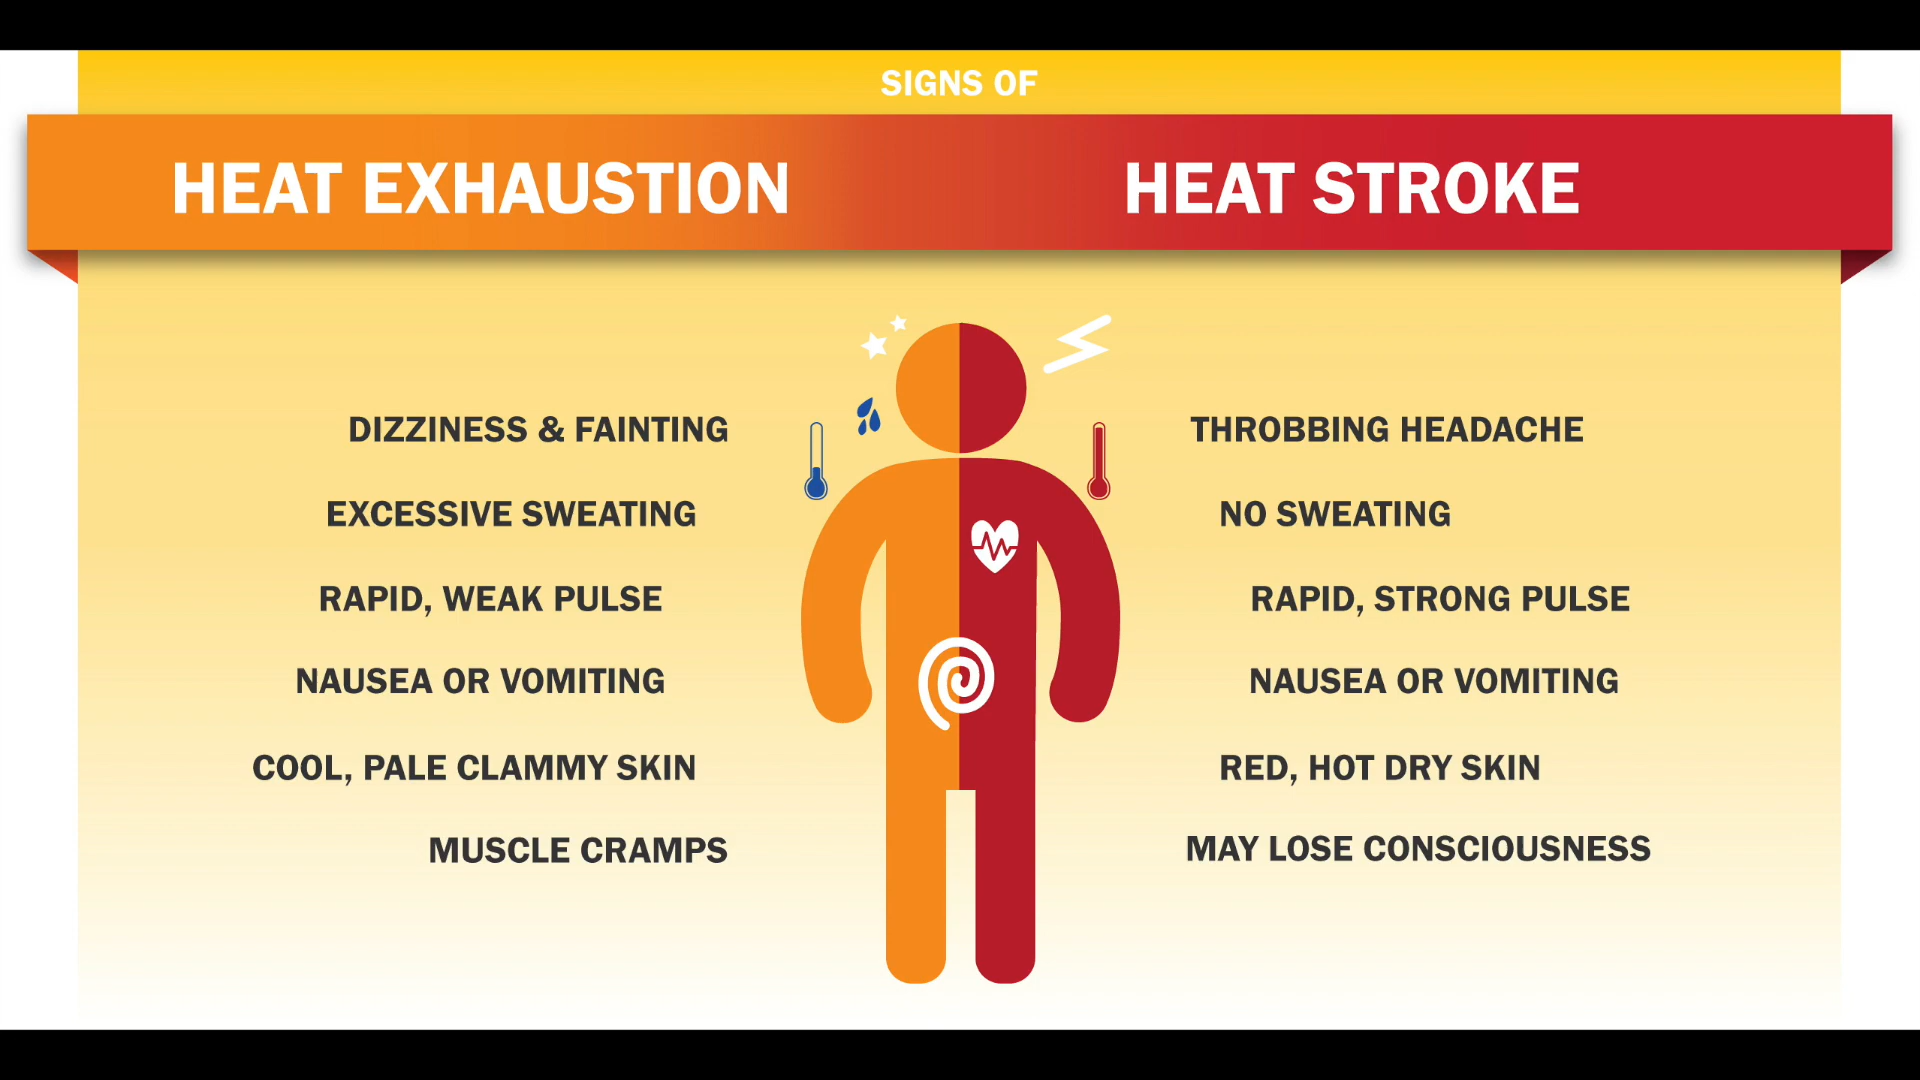 SIGNS OF
HEAT EXHAUSTION
HEAT STROKE
DIZZINESS & FAINTING
EXCESSIVE SWEATING
RAPID, WEAK PULSE
NAUSEA OR VOMITING
COOL, PALE CLAMMY SKIN
MUSCLE CRAMPS
THROBBING HEADACHE
NO SWEATING
RAPID, STRONG PULSE
NAUSEA OR VOMITING
RED, HOT DRY SKIN
MAY LOSE CONSCIOUSNESS